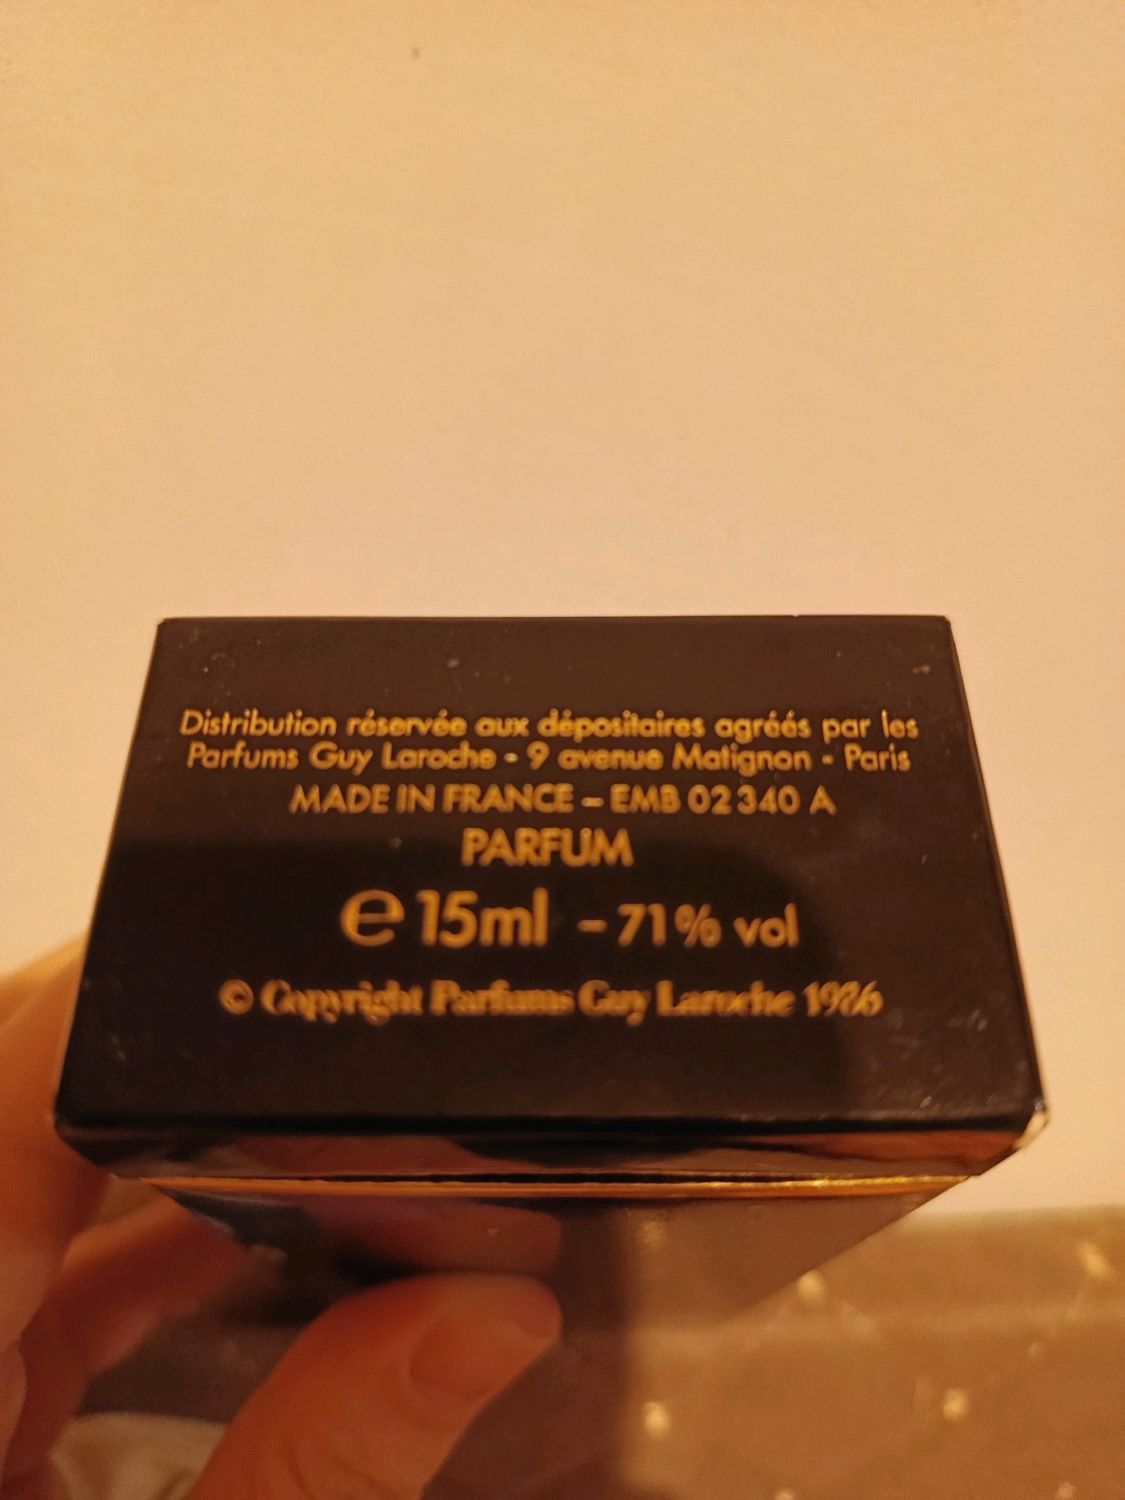 Distribution réservée aux dépositaires agréés par les
Parfums Guy Laroche - 9 avenue Matignon - Paris
MADE IN FRANCE – EMB 02 340 A
PARFUM
℮ 15ml – 71% vol
© Copyright Parfums Guy Laroche 1986